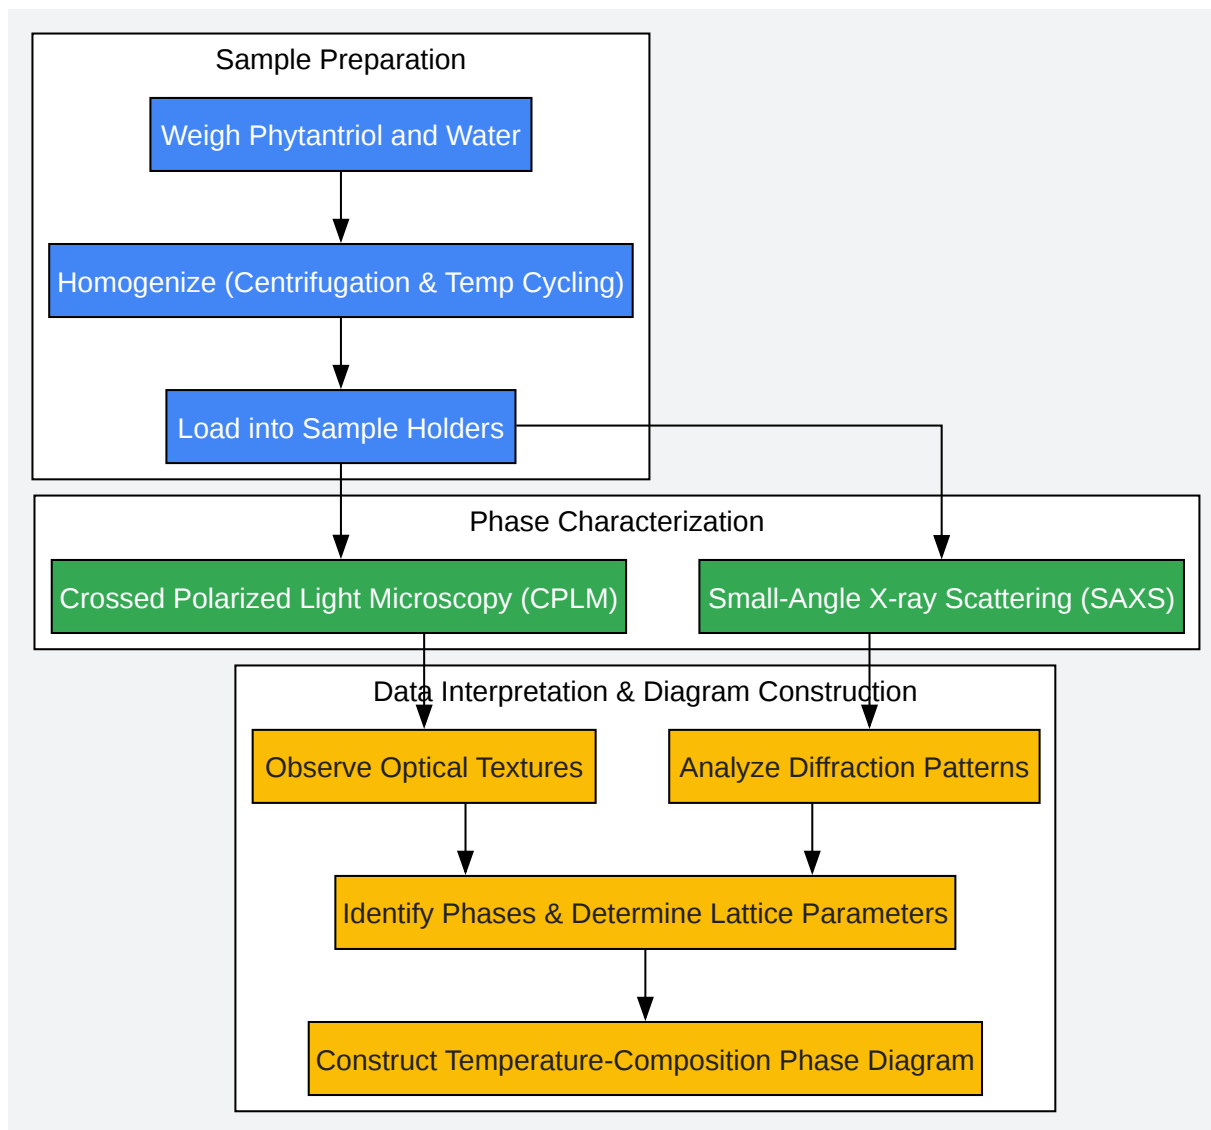 Sample Preparation
Weigh Phytantriol and Water
Homogenize (Centrifugation & Temp Cycling)
Load into Sample Holders
Phase Characterization
Crossed Polarized Light Microscopy (CPLM)
Small-Angle X-ray Scattering (SAXS)
Data Interpretation & Diagram Construction
Observe Optical Textures
Analyze Diffraction Patterns
Identify Phases & Determine Lattice Parameters
Construct Temperature-Composition Phase Diagram